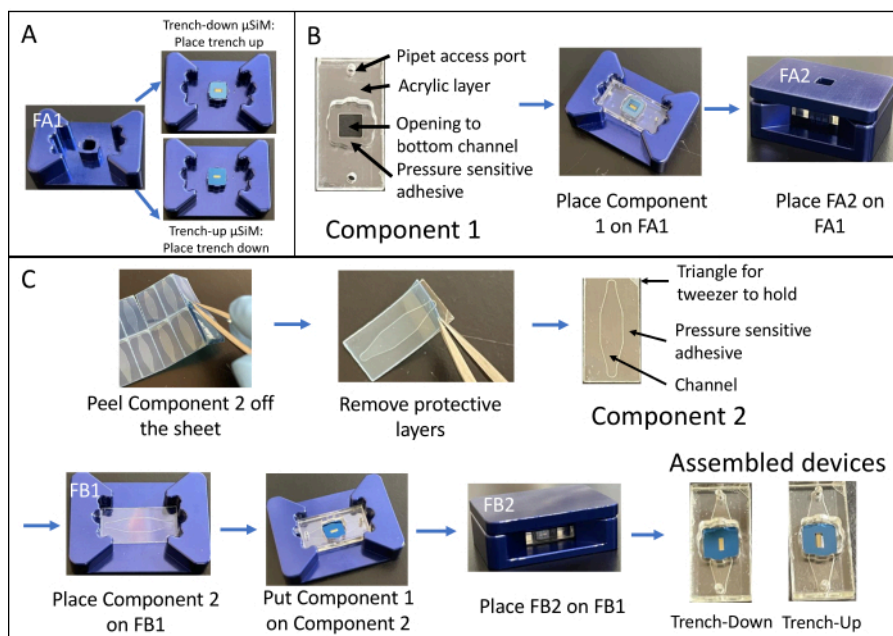 A
FA1
Trench-down µSiM:
Place trench up
Trench-up µSiM:
Place trench down
B
Pipet access port
Acrylic layer
Opening to
bottom channel
Pressure sensitive
adhesive
Component 1
Place Component
1 on FA1
FA2
Place FA2 on
FA1
C
Peel Component 2 off
the sheet
Remove protective
layers
Triangle for
tweezer to hold
Pressure sensitive
adhesive
Channel
Component 2
FB1
Place Component 2
on FB1
Put Component 1
on Component 2
FB2
Place FB2 on FB1
Assembled devices
Trench-Down
Trench-Up